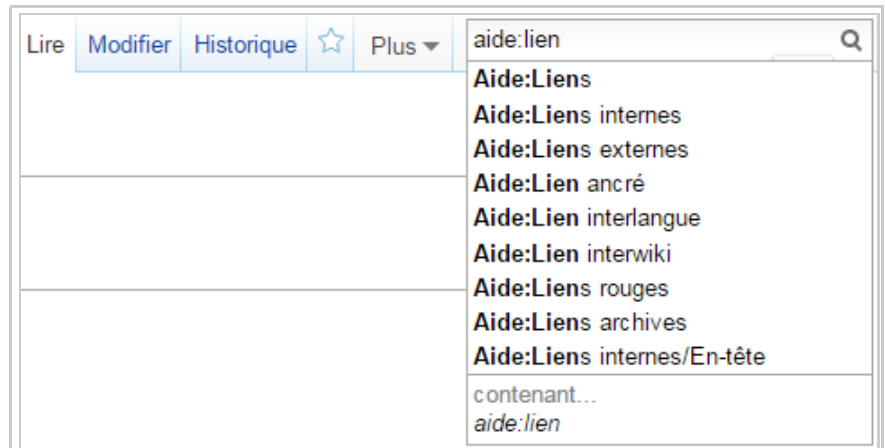 Lire Modifier Historique Plus aide:lien
Aide:Liens
Aide:Liens internes
Aide:Liens externes
Aide:Lien ancré
Aide:Lien interlangue
Aide:Lien interwiki
Aide:Liens rouges
Aide:Liens archives
Aide:Liens internes/En-tête
contenant...
aide:lien